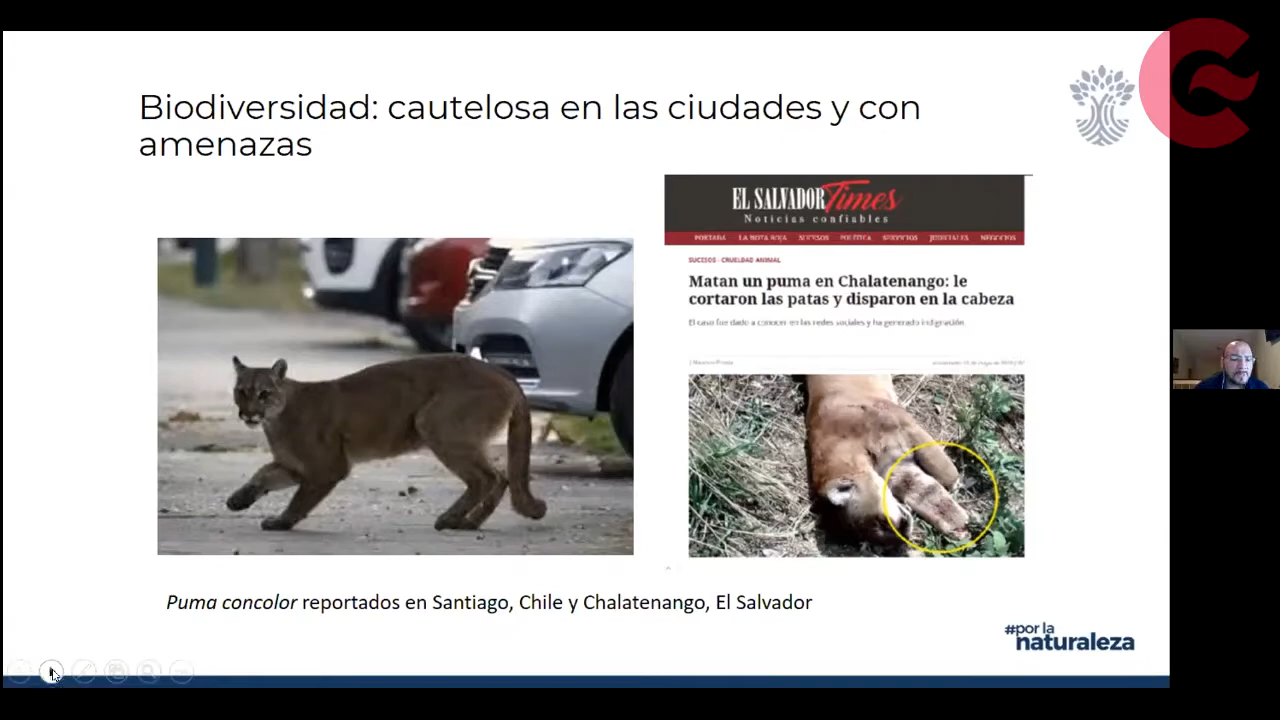 Biodiversidad: cautelosa en las ciudades y con
amenazas
EL SALVADOR Times
Noticias confiables
PORTADA LA NOTA ROJA SUCESOS POLÍTICA SERVICIOS JUDICIALES NEGOCIOS
SUCESOS - CRUELDAD ANIMAL
Matan un puma en Chalatenango: le
cortaron las patas y disparon en la cabeza
El caso fue dado a conocer en las redes sociales y ha generado indignación
Puma concolor reportados en Santiago, Chile y Chalatenango, El Salvador
#por la
naturaleza